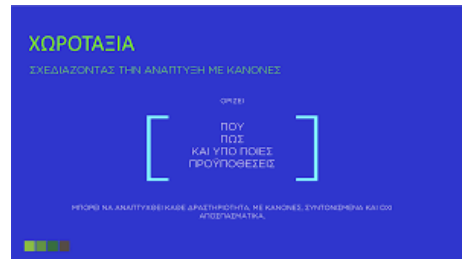 ΧΩΡΟΤΑΞΙΑ
ΣΧΕΔΙΑΖΟΝΤΑΣ ΤΗΝ ΑΝΑΠΤΥΞΗ ΜΕ ΚΑΝΟΝΕΣ
ΟΡΙΖΕΙ
ΠΟΥ
ΠΩΣ
ΚΑΙ ΥΠΟ ΠΟΙΕΣ
ΠΡΟΫΠΟΘΕΣΕΙΣ
ΜΠΟΡΕΙ ΝΑ ΑΝΑΠΤΥΧΘΕΙ ΚΑΘΕ ΔΡΑΣΤΗΡΙΟΤΗΤΑ, ΜΕ ΚΑΝΟΝΕΣ, ΣΥΝΤΟΝΙΣΜΕΝΑ ΚΑΙ ΟΧΙ
ΑΠΟΣΠΑΣΜΑΤΙΚΑ.